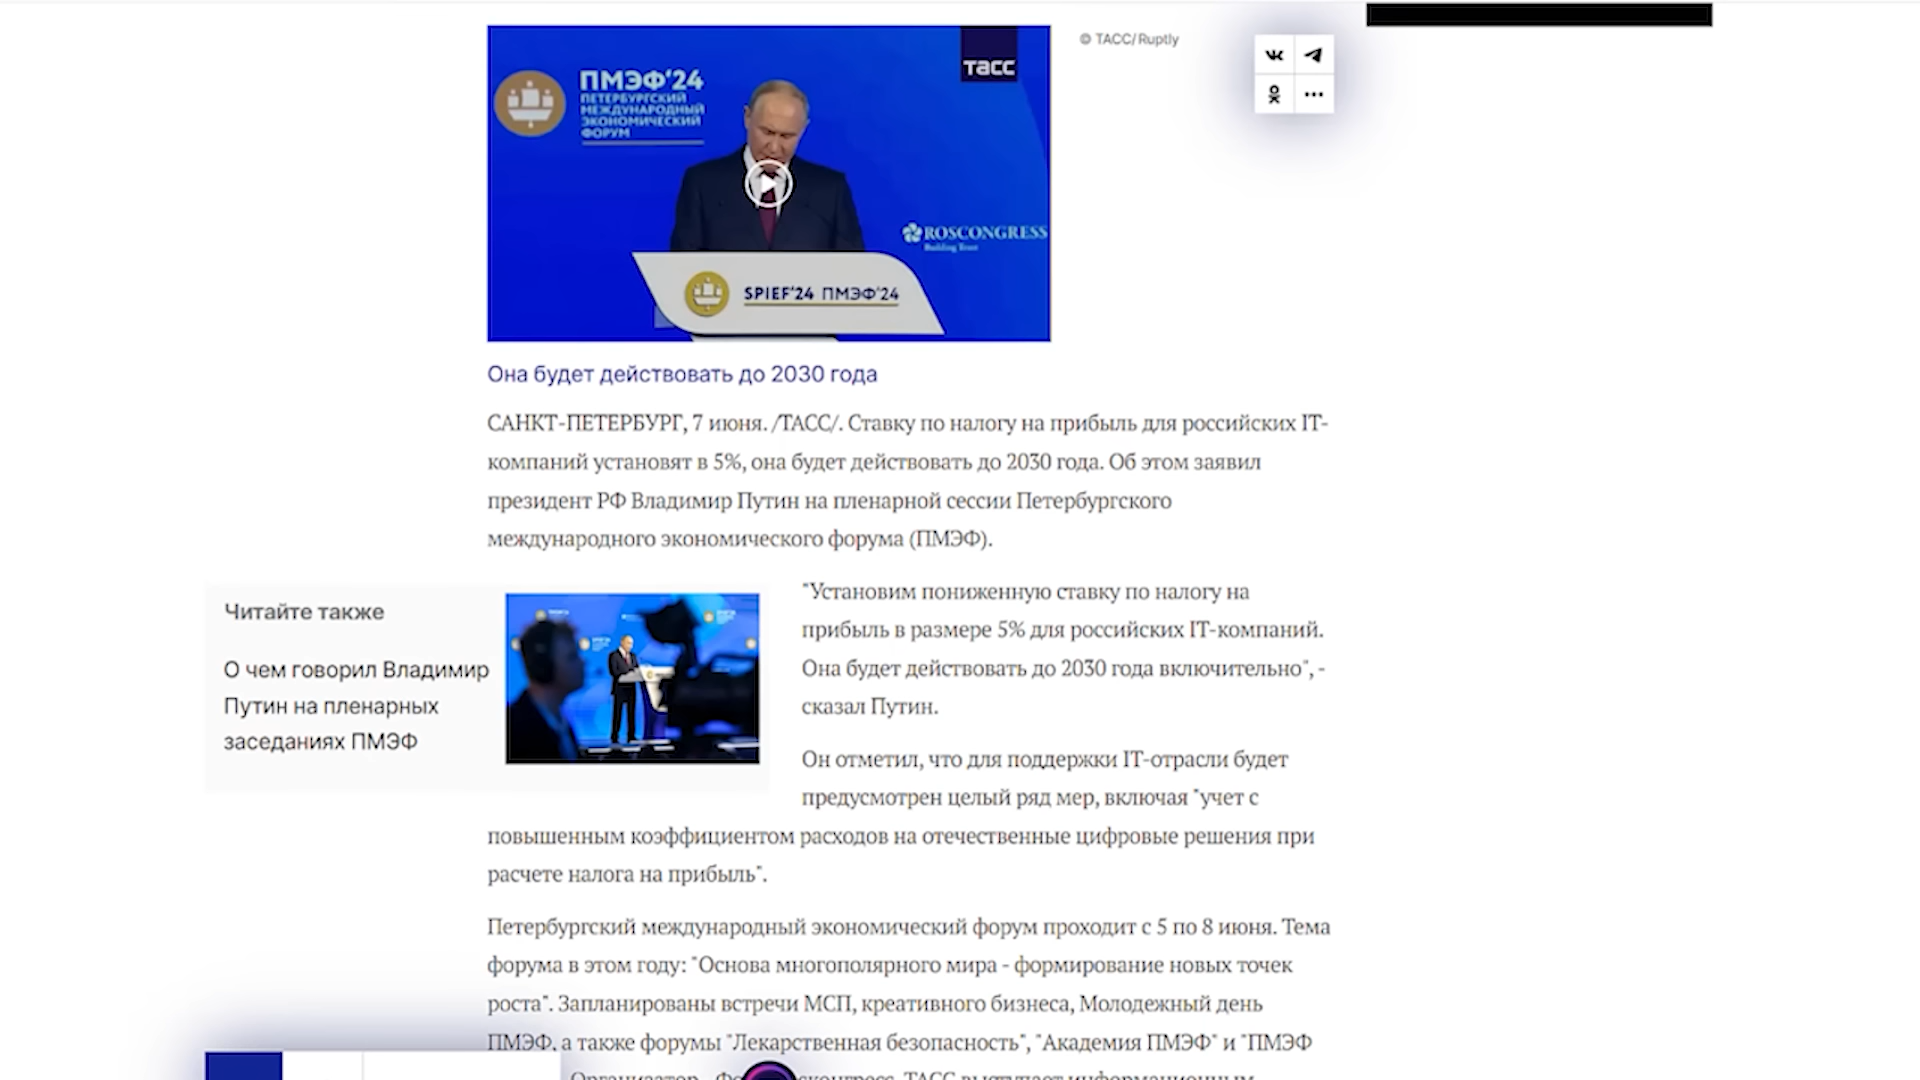 © ТАСС/Ruptly
тасс
ПМЭФ'24
ПЕТЕРБУРГСКИЙ
МЕЖДУНАРОДНЫЙ
ЭКОНОМИЧЕСКИЙ
ФОРУМ
ROSCONGRESS
Building Trust
SPIEF'24 ПМЭФ'24
Она будет действовать до 2030 года
САНКТ-ПЕТЕРБУРГ, 7 июня. /ТАСС/. Ставку по налогу на прибыль для российских IT-
компаний установят в 5%, она будет действовать до 2030 года. Об этом заявил
президент РФ Владимир Путин на пленарной сессии Петербургского
международного экономического форума (ПМЭФ).
Читайте также
О чем говорил Владимир
Путин на пленарных
заседаниях ПМЭФ
"Установим пониженную ставку по налогу на
прибыль в размере 5% для российских IT-компаний.
Она будет действовать до 2030 года включительно", -
сказал Путин.
Он отметил, что для поддержки IT-отрасли будет
предусмотрен целый ряд мер, включая "учет с
повышенным коэффициентом расходов на отечественные цифровые решения при
расчете налога на прибыль".
Петербургский международный экономический форум проходит с 5 по 8 июня. Тема
форума в этом году: "Основа многополярного мира - формирование новых точек
роста". Запланированы встречи МСП, креативного бизнеса, Молодежный день
ПМЭФ, а также форумы "Лекарственная безопасность", "Академия ПМЭФ" и "ПМЭФ